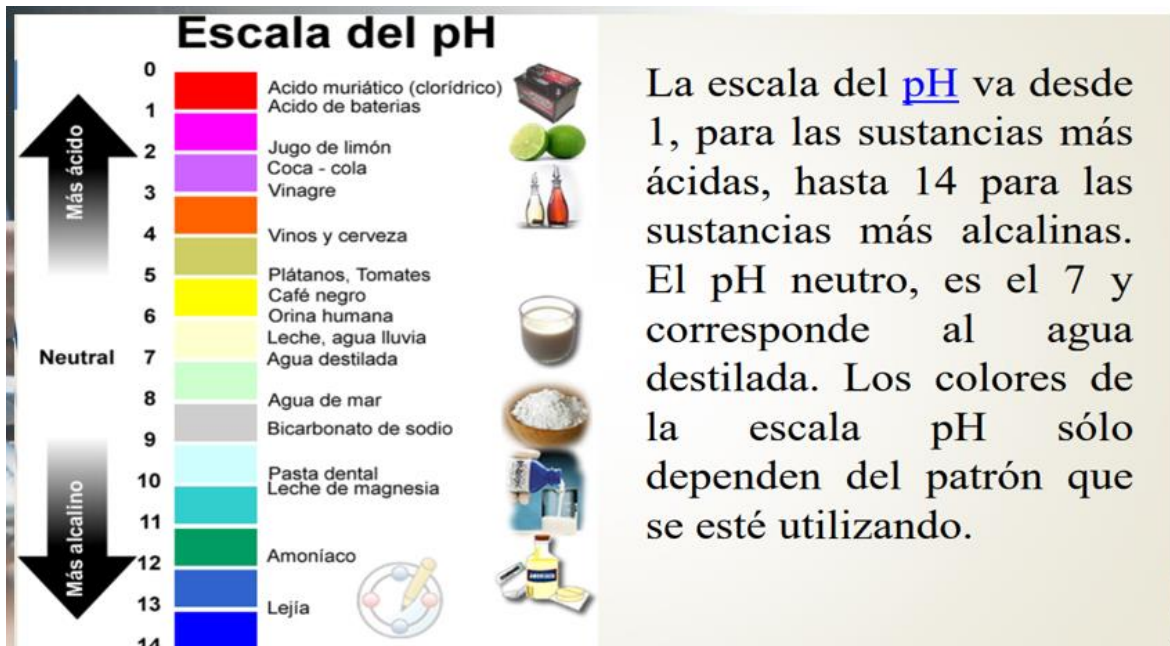 Escala del pH
0
Acido muriático (clorídrico)
1
Acido de baterias
2
Jugo de limón
Coca - cola
3
Vinagre
4
Vinos y cerveza
5
Plátanos, Tomates
Café negro
6
Orina humana
Leche, agua lluvia
Neutral
7
Agua destilada
8
Agua de mar
9
Bicarbonato de sodio
10
Pasta dental
Leche de magnesia
11
12
Amoníaco
13
Lejía
14
Más ácido
Más alcalino
La escala del pH va desde
1, para las sustancias más
ácidas, hasta 14 para las
sustancias más alcalinas.
El pH neutro, es el 7 y
corresponde al agua
destilada. Los colores de
la escala pH sólo
dependen del patrón que
se esté utilizando.